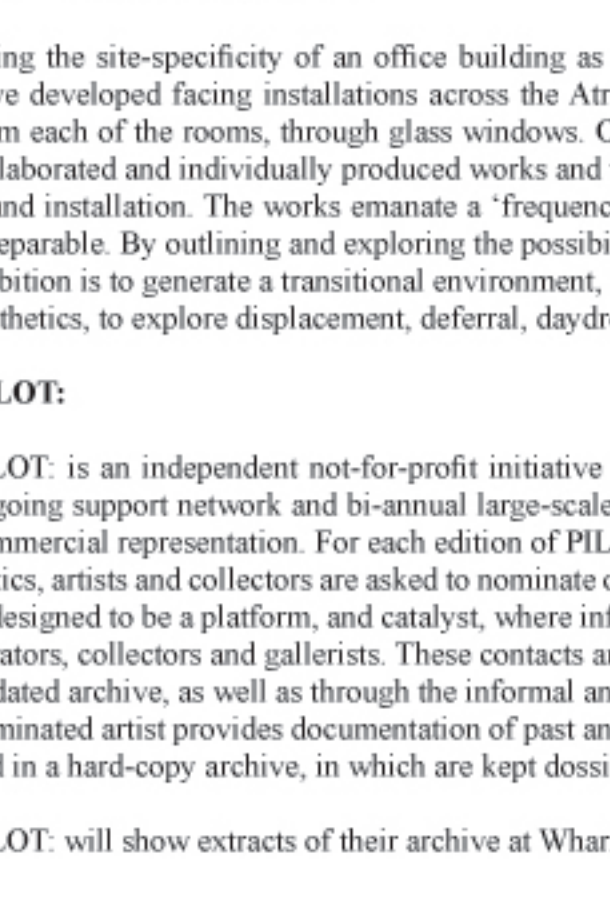 ing the site-specificity of an office building as
ve developed facing installations across the Atr
m each of the rooms, through glass windows. C
laborated and individually produced works and
und installation. The works emanate a ‘frequenc
eparable. By outlining and exploring the possibi
bition is to generate a transitional environment,
thetics, to explore displacement, deferral, daydre
LOT:
LOT: is an independent not-for-profit initiative
going support network and bi-annual large-scale
mmercial representation. For each edition of PIL
tics, artists and collectors are asked to nominate
designed to be a platform, and catalyst, where inf
ators, collectors and gallerists. These contacts ar
dated archive, as well as through the informal an
minated artist provides documentation of past an
l in a hard-copy archive, in which are kept dossi
LOT: will show extracts of their archive at Whar